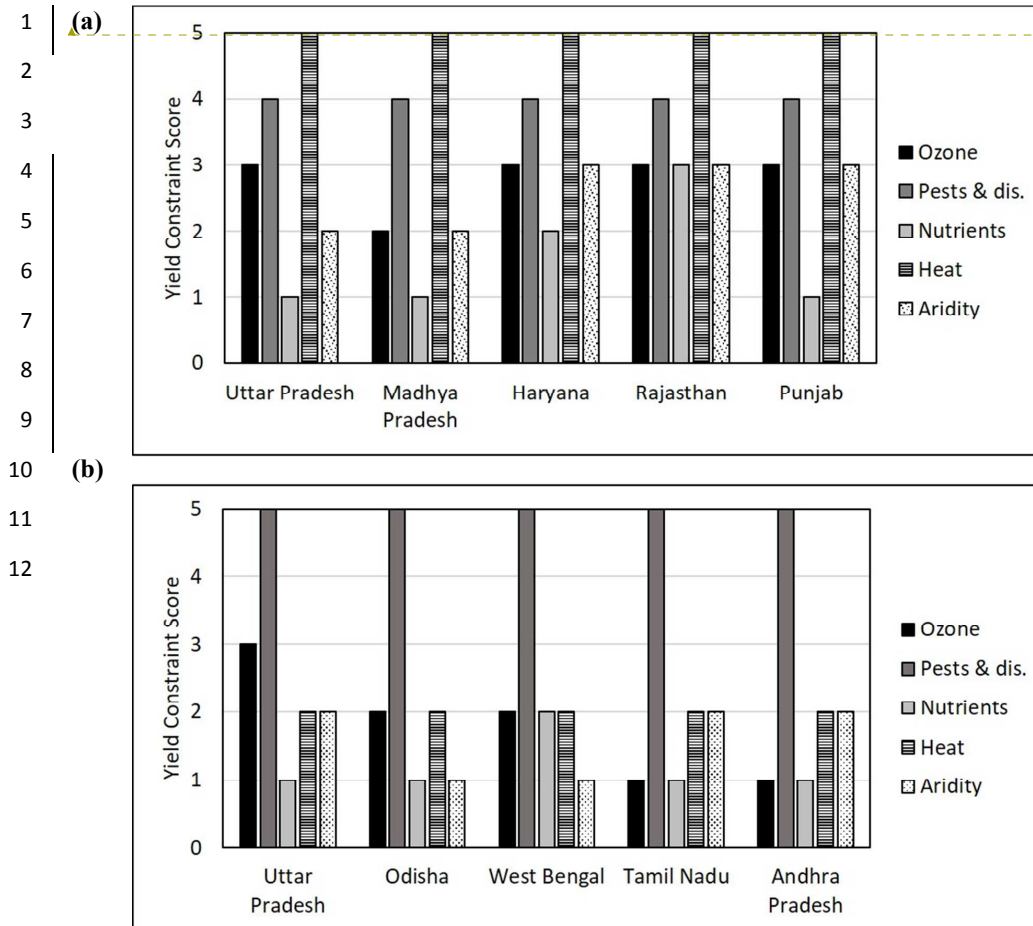 1
(a)
2
3
4
5
6
7
8
9
10
(b)
11
12
5
4
3
2
1
0
Yield Constraint Score
Uttar Pradesh
Madhya
Pradesh
Haryana
Rajasthan
Punjab
Ozone
Pests & dis.
Nutrients
Heat
Aridity
5
4
3
2
1
0
Yield Constraint Score
Uttar
Pradesh
Odisha
West Bengal
Tamil Nadu
Andhra
Pradesh
Ozone
Pests & dis.
Nutrients
Heat
Aridity